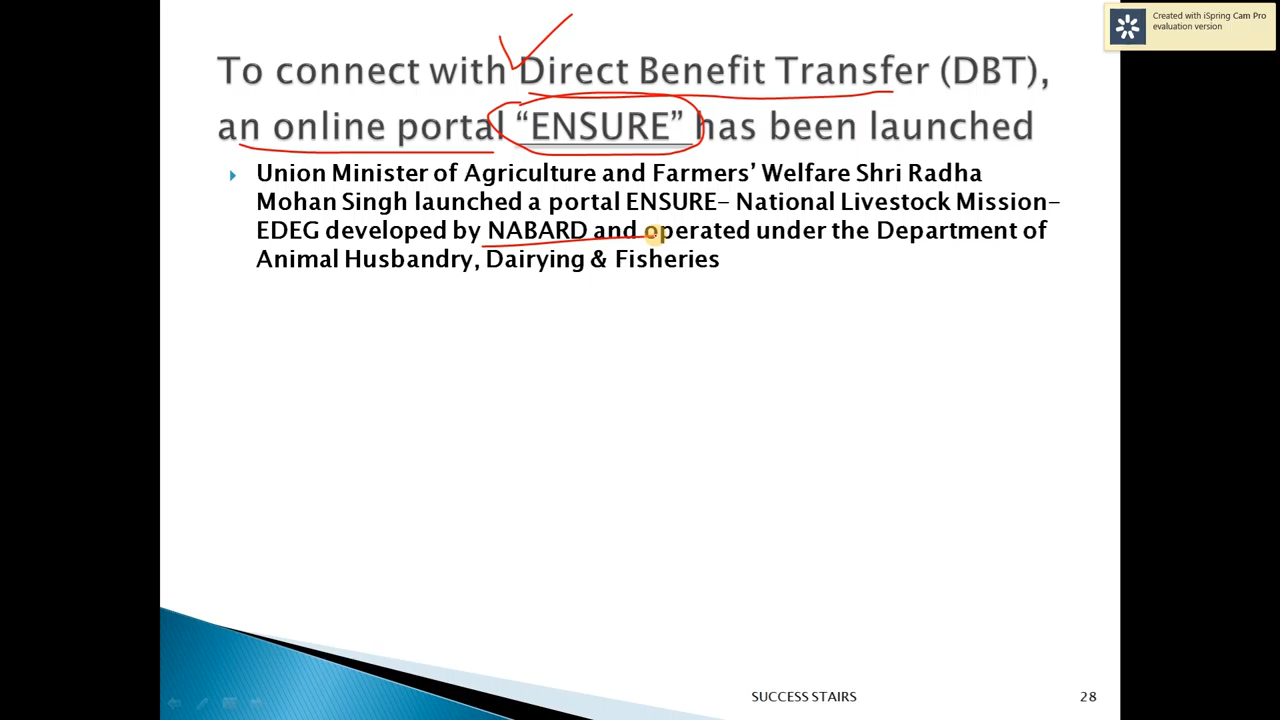 Created with iSpring Cam Pro
evaluation version
To connect with Direct Benefit Transfer (DBT),
an online portal “ENSURE” has been launched
Union Minister of Agriculture and Farmers’ Welfare Shri Radha
Mohan Singh launched a portal ENSURE- National Livestock Mission-
EDEG developed by NABARD and operated under the Department of
Animal Husbandry, Dairying & Fisheries
SUCCESS STAIRS
28